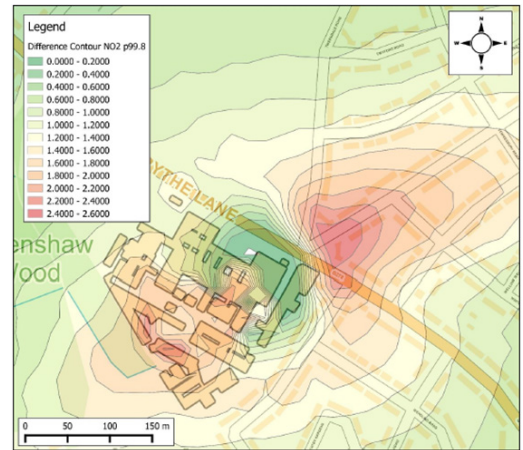 Legend
Difference Contour NO2 p99.8
0.0000 - 0.2000
0.2000 - 0.4000
0.4000 - 0.6000
0.6000 - 0.8000
0.8000 - 1.0000
1.0000 - 1.2000
1.2000 - 1.4000
1.4000 - 1.6000
1.6000 - 1.8000
1.8000 - 2.0000
2.0000 - 2.2000
2.2000 - 2.4000
2.4000 - 2.6000
N
W E
S
YTHE LANE
enshaw
Wood
0 50 100 150 m